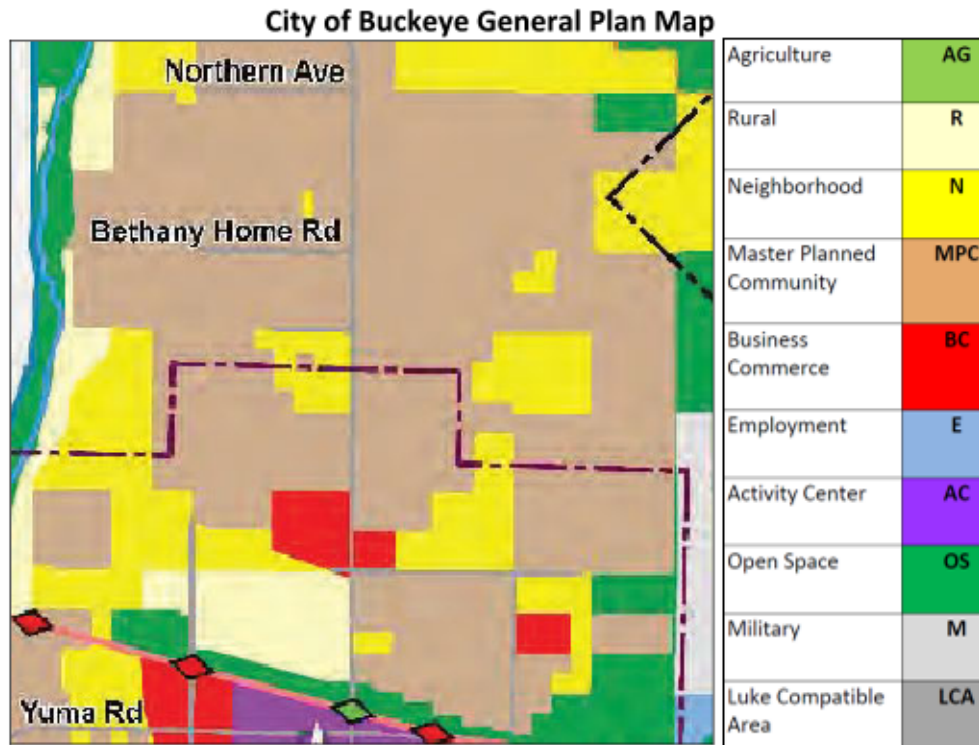 City of Buckeye General Plan Map
Northern Ave
Bethany Home Rd
Yuma Rd
Agriculture AG
Rural R
Neighborhood N
Master Planned MPC
Community
Business BC
Commerce
Employment E
Activity Center AC
Open Space OS
Military M
Luke Compatible LCA
Area